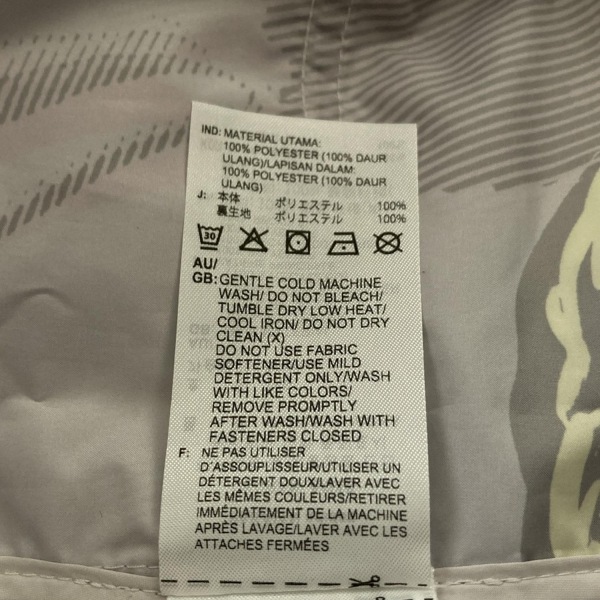 IND: MATERIAL UTAMA:
100% POLYESTER (100% DAUR
ULANG)/LAPISAN DALAM:
100% POLYESTER (100% DAUR
ULANG)
J: 本体 ポリエステル 100%
裏生地 ポリエステル 100%
30
AU/
GB: GENTLE COLD MACHINE
WASH/ DO NOT BLEACH/
TUMBLE DRY LOW HEAT/
COOL IRON/ DO NOT DRY
CLEAN (X)
DO NOT USE FABRIC
SOFTENER/USE MILD
DETERGENT ONLY/WASH
WITH LIKE COLORS/
REMOVE PROMPTLY
AFTER WASH/WASH WITH
FASTENERS CLOSED
F: NE PAS UTILISER
D'ASSOUPLISSEUR/UTILISER UN
DÉTERGENT DOUX/LAVER AVEC
LES MÊMES COULEURS/RETIRER
IMMÉDIATEMENT DE LA MACHINE
APRÈS LAVAGE/LAVER AVEC LES
ATTACHES FERMÉES